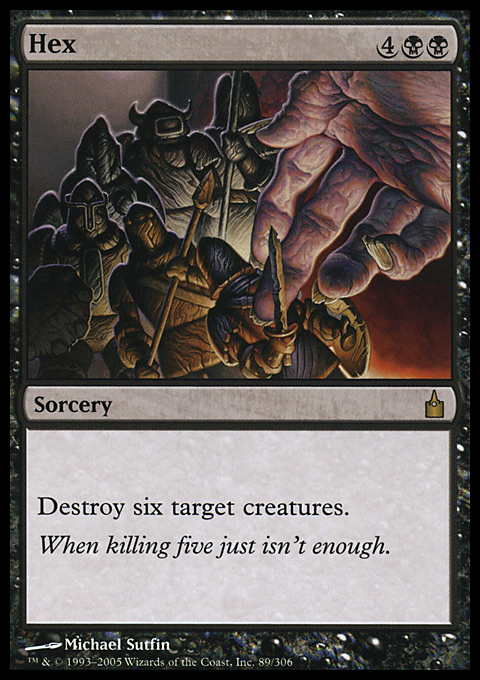 Hex 4
Sorcery
Destroy six target creatures.
When killing five just isn't enough.
Michael Sutfin
™ & © 1993–2005 Wizards of the Coast, Inc. 89/306